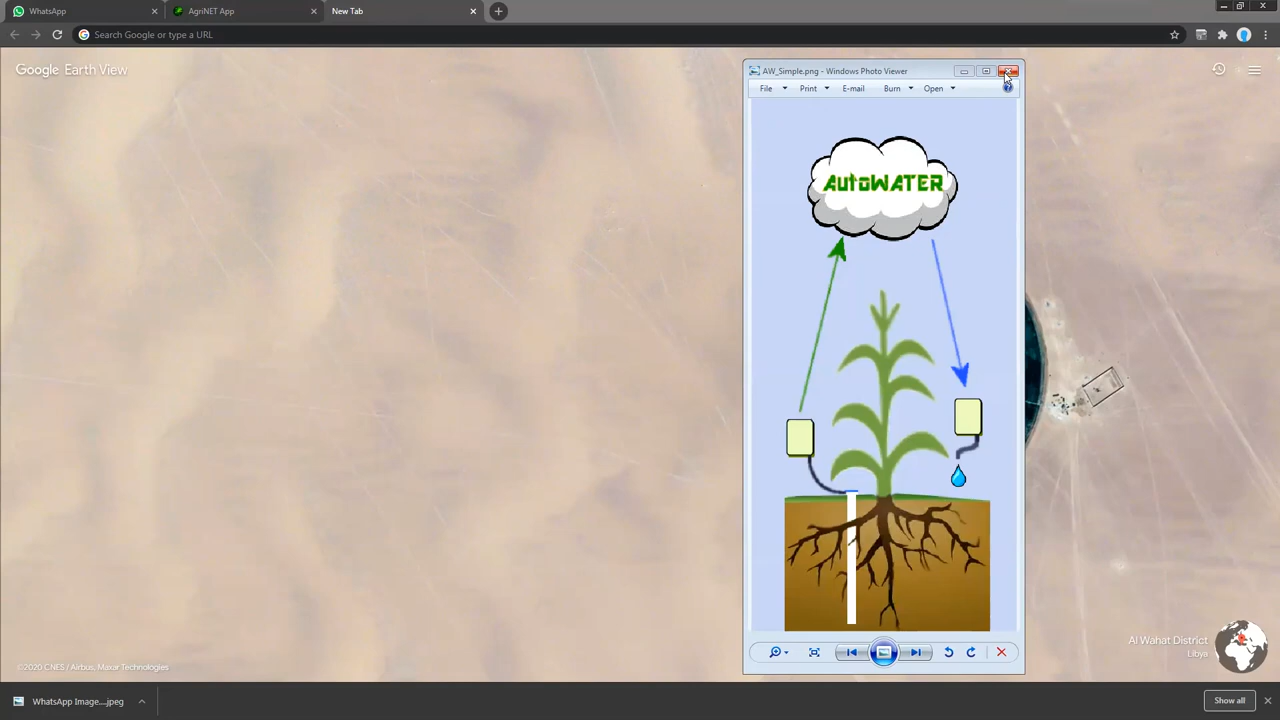 WhatsApp
AgriNET App
New Tab
Search Google or type a URL
Google Earth View
AW_Simple.png - Windows Photo Viewer
File Print E-mail Burn Open
AutoWATER
Al Wahat District
Libya
©2020 CNES / Airbus, Maxar Technologies
WhatsApp Image....jpeg
Show all